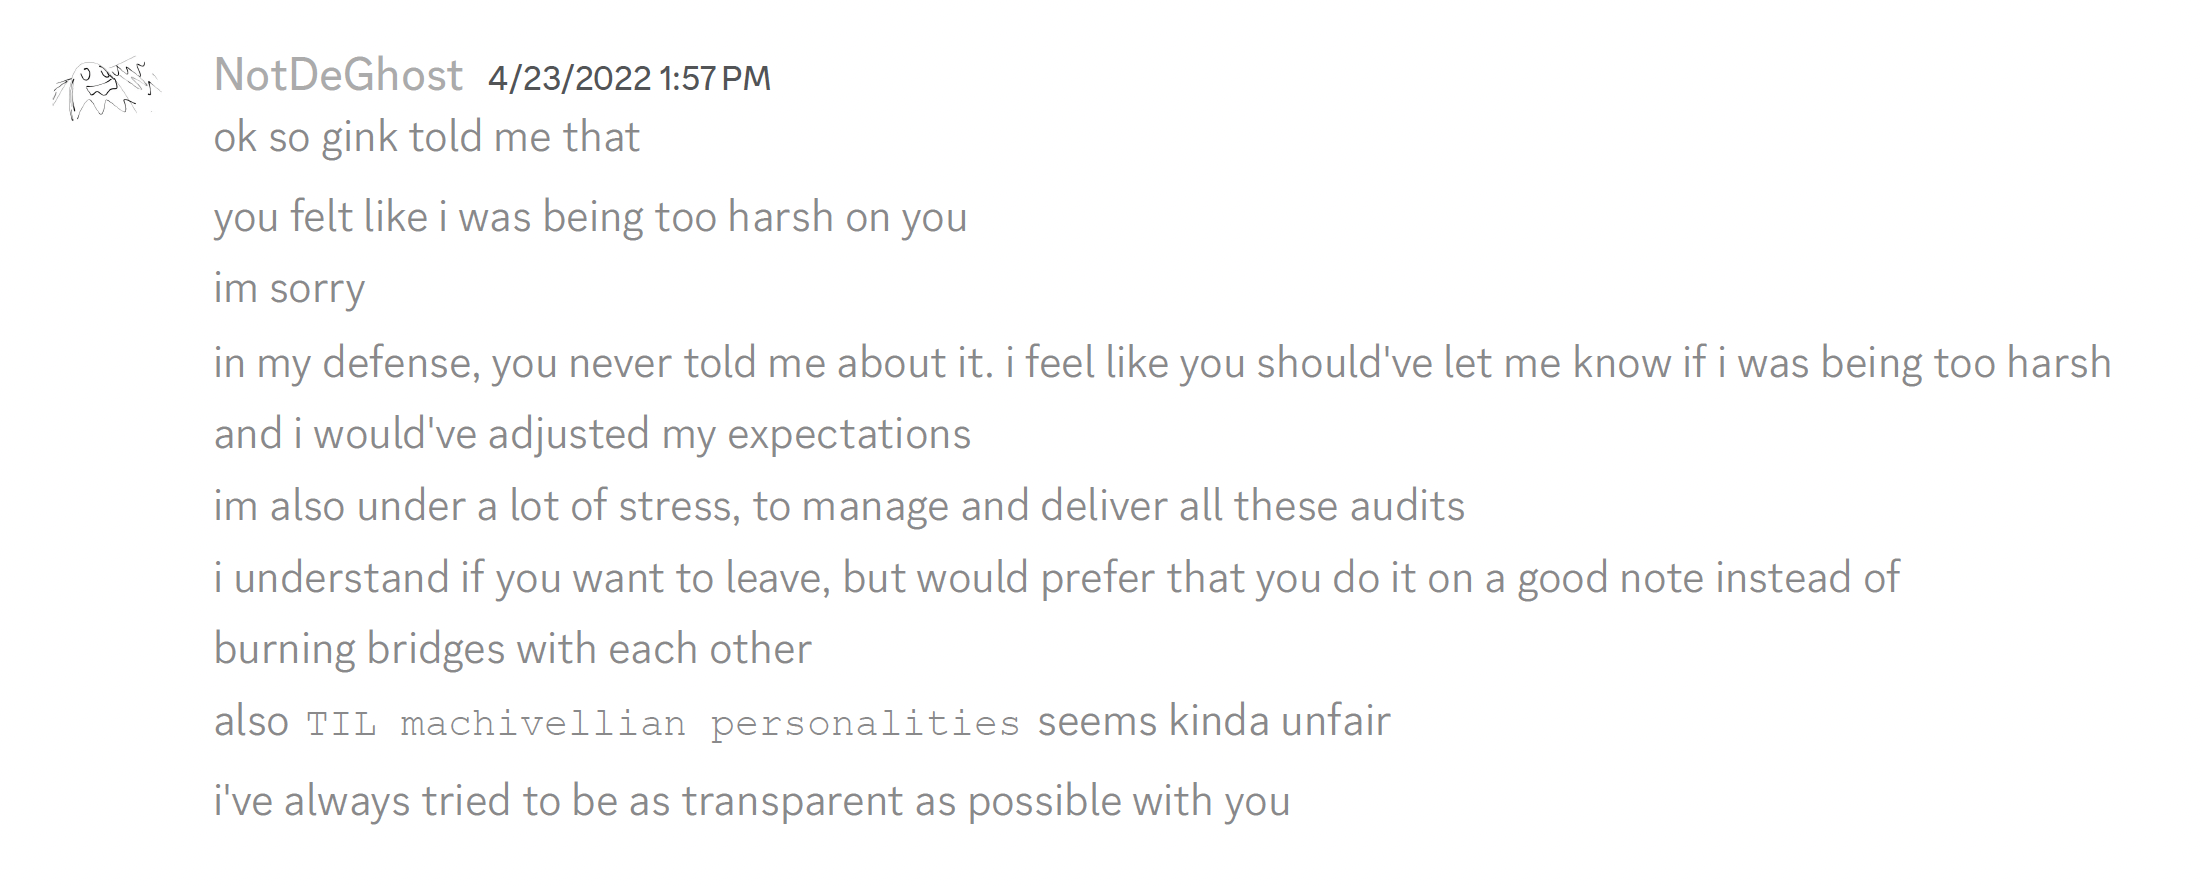 NotDeGhost 4/23/2022 1:57 PM
ok so gink told me that
you felt like i was being too harsh on you
im sorry
in my defense, you never told me about it. i feel like you should've let me know if i was being too harsh
and i would've adjusted my expectations
im also under a lot of stress, to manage and deliver all these audits
i understand if you want to leave, but would prefer that you do it on a good note instead of
burning bridges with each other
also TIL machivellian personalities seems kinda unfair
i've always tried to be as transparent as possible with you